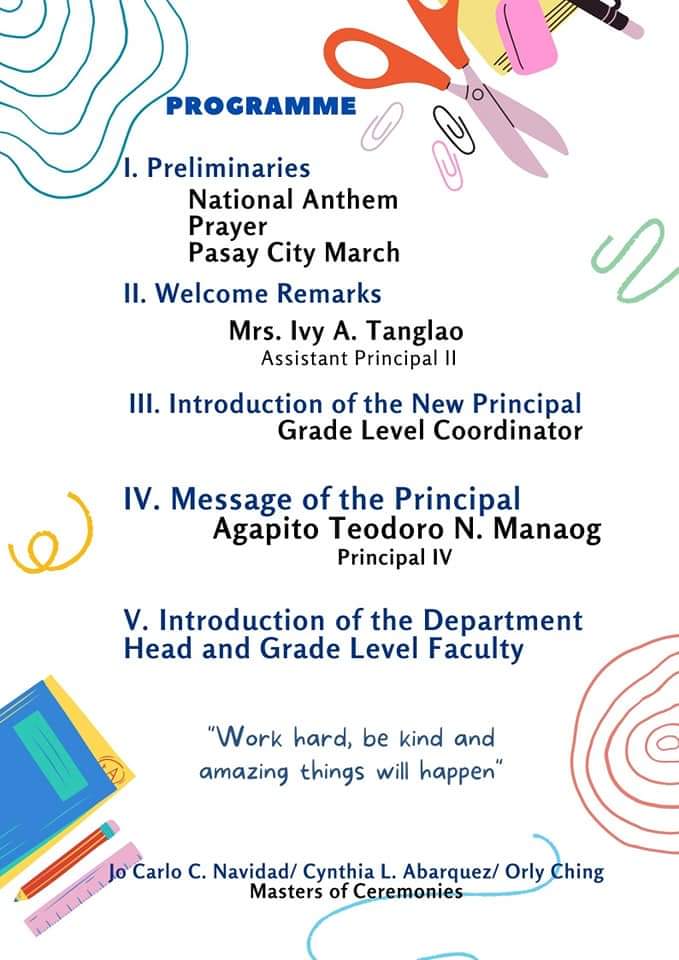 PROGRAMME
I. Preliminaries
National Anthem
Prayer
Pasay City March
II. Welcome Remarks
Mrs. Ivy A. Tanglao
Assistant Principal II
III. Introduction of the New Principal
Grade Level Coordinator
IV. Message of the Principal
Agapito Teodoro N. Manaog
Principal IV
V. Introduction of the Department
Head and Grade Level Faculty
"Work hard, be kind and
amazing things will happen"
Jo Carlo C. Navidad/ Cynthia L. Abarquez/ Orly Ching
Masters of Ceremonies